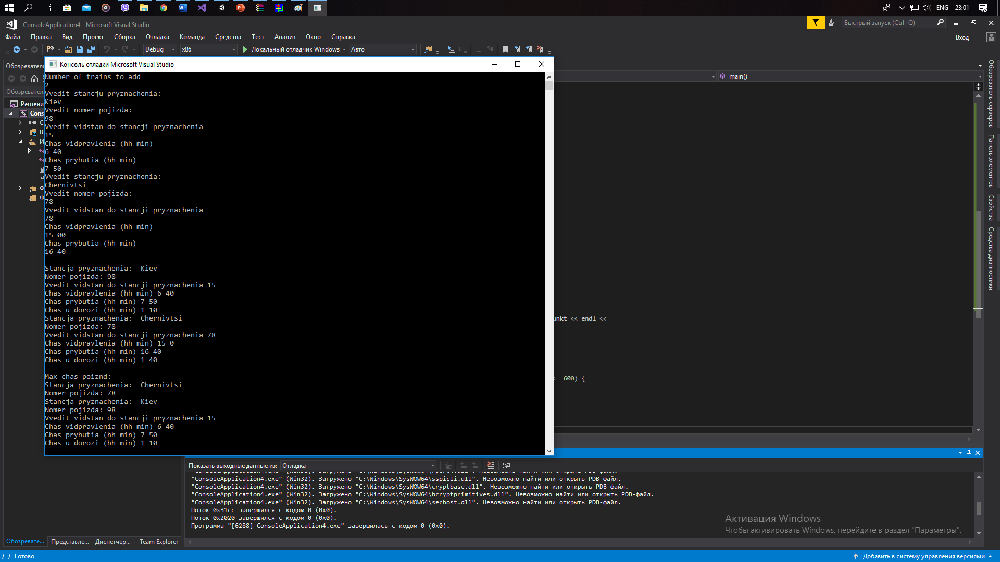 ENG
23:01
ConsoleApplication4 - Microsoft Visual Studio
Быстрый запуск (Ctrl+Q)
Файл Правка Вид Проект Сборка Отладка Команда Средства Тест Анализ Окно Справка
Вход
Debug x86 Локальный отладчик Windows Авто
Консоль отладки Microsoft Visual Studio
main()
Решени
Cons
Number of trains to add
2
Vvedit stancju pryznachenia:
Kiev
Vvedit nomer pojizda:
98
Vvedit vidstan do stancji pryznachenia
15
Chas vidpravlenia (hh min)
6 40
Chas prybutia (hh min)
7 50
Vvedit stancju pryznachenia:
Chernivtsi
Vvedit nomer pojizda:
78
Vvedit vidstan do stancji pryznachenia
78
Chas vidpravlenia (hh min)
15 00
Chas prybutia (hh min)
16 40
Stancja pryznachenia:  Kiev
Nomer pojizda: 98
Vvedit vidstan do stancji pryznachenia 15
Chas vidpravlenia (hh min) 6 40
Chas prybutia (hh min) 7 50
Chas u dorozi (hh min) 1 10
Stancja pryznachenia:  Chernivtsi
Nomer pojizda: 78
Vvedit vidstan do stancji pryznachenia 78
Chas vidpravlenia (hh min) 15 0
Chas prybutia (hh min) 16 40
Chas u dorozi (hh min) 1 40
Max chas poiznd:
Stancja pryznachenia:  Chernivtsi
Nomer pojizda: 78
Stancja pryznachenia:  Kiev
Nomer pojizda: 98
Vvedit vidstan do stancji pryznachenia 15
Chas vidpravlenia (hh min) 6 40
Chas prybutia (hh min) 7 50
Chas u dorozi (hh min) 1 10
unkt << endl <<
<= 600) {
Обозреватель серверов
Панель элементов
Свойства
Средства диагностики
Показать выходные данные из: Отладка
"ConsoleApplication4.exe" (Win32). Загружено "C:\Windows\SysWOW64\sspicli.dll". Невозможно найти или открыть PDB-файл.
"ConsoleApplication4.exe" (Win32). Загружено "C:\Windows\SysWOW64\cryptbase.dll". Невозможно найти или открыть PDB-файл.
"ConsoleApplication4.exe" (Win32). Загружено "C:\Windows\SysWOW64\bcryptprimitives.dll". Невозможно найти или открыть PDB-файл.
"ConsoleApplication4.exe" (Win32). Загружено "C:\Windows\SysWOW64\sechost.dll". Невозможно найти или открыть PDB-файл.
Поток 0x31cc завершился с кодом 0 (0x0).
Поток 0x2020 завершился с кодом 0 (0x0).
Программа "[6288] ConsoleApplication4.exe" завершилась с кодом 0 (0x0).
Активация Windows
Чтобы активировать Windows, перейдите в раздел "Параметры".
Обозревате... Представле... Диспетчер... Team Explorer
Готово
Добавить в систему управления версиями